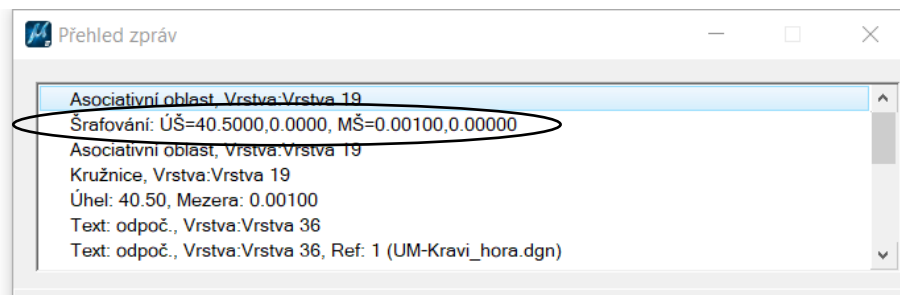 Přehled zpráv
Asociativní oblast, Vrstva:Vrstva 19
Šrafování: ÚŠ=40.5000,0.0000, MŠ=0.00100,0.00000
Asociativní oblast, Vrstva:Vrstva 19
Kružnice, Vrstva:Vrstva 19
Úhel: 40.50, Mezera: 0.00100
Text: odpoč., Vrstva:Vrstva 36
Text: odpoč., Vrstva:Vrstva 36, Ref: 1 (UM-Kravi_hora.dgn)